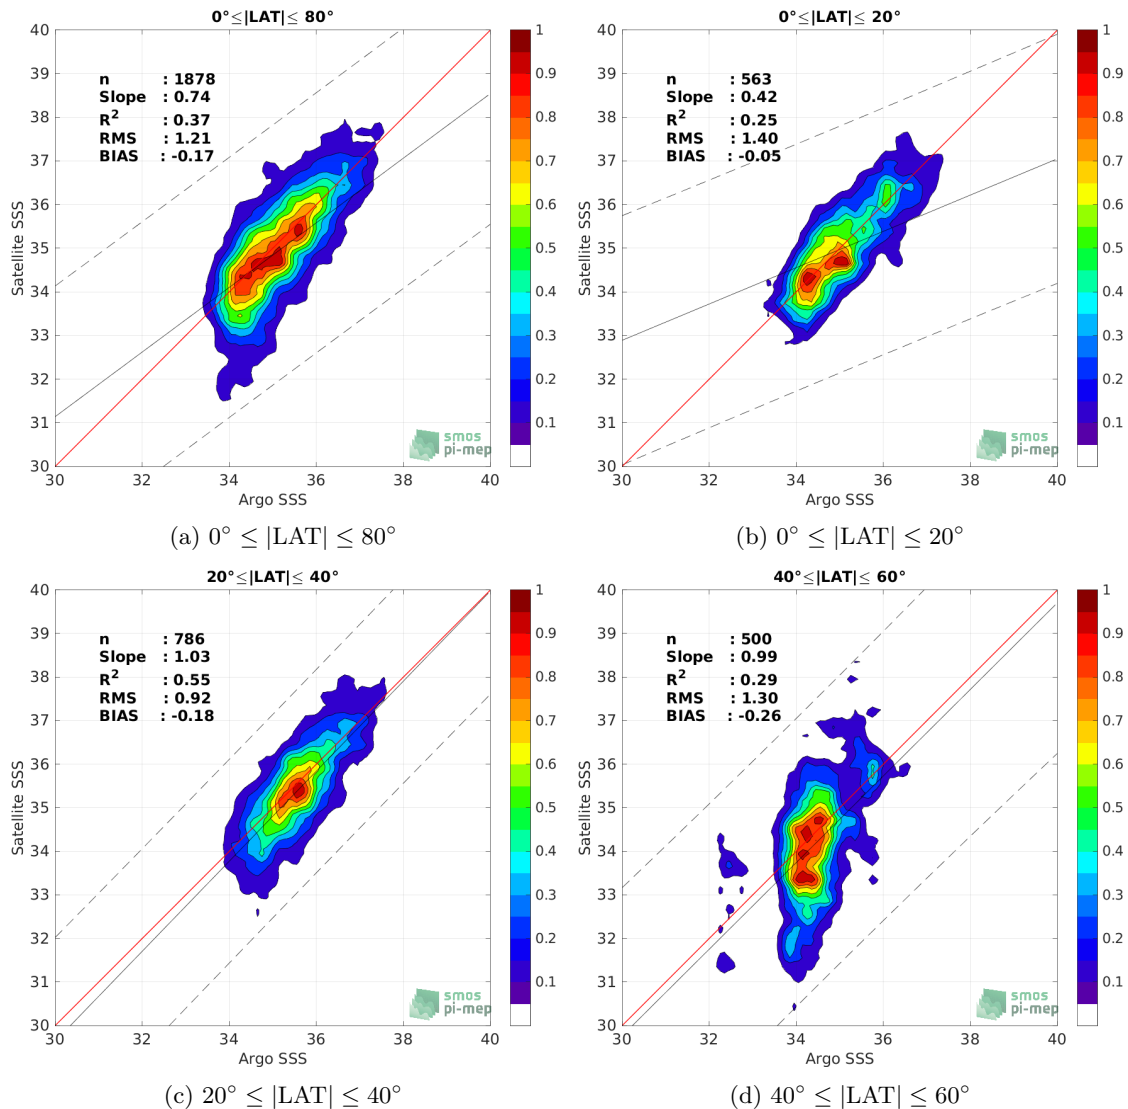 0°≤|LAT|≤ 80°
n : 1878
Slope : 0.74
R2 : 0.37
RMS : 1.21
BIAS : -0.17
40
39
38
37
36
35
34
33
32
31
30
30 32 34 36 38 40
Satellite SSS
Argo SSS
smos
pi-mep
1
0.9
0.8
0.7
0.6
0.5
0.4
0.3
0.2
0.1
(a) 0° ≤ |LAT| ≤ 80°
0°≤|LAT|≤ 20°
n : 563
Slope : 0.42
R2 : 0.25
RMS : 1.40
BIAS : -0.05
40
39
38
37
36
35
34
33
32
31
30
30 32 34 36 38 40
Satellite SSS
Argo SSS
smos
pi-mep
1
0.9
0.8
0.7
0.6
0.5
0.4
0.3
0.2
0.1
(b) 0° ≤ |LAT| ≤ 20°
20°≤|LAT|≤ 40°
n : 786
Slope : 1.03
R2 : 0.55
RMS : 0.92
BIAS : -0.18
40
39
38
37
36
35
34
33
32
31
30
30 32 34 36 38 40
Satellite SSS
Argo SSS
smos
pi-mep
1
0.9
0.8
0.7
0.6
0.5
0.4
0.3
0.2
0.1
(c) 20° ≤ |LAT| ≤ 40°
40°≤|LAT|≤ 60°
n : 500
Slope : 0.99
R2 : 0.29
RMS : 1.30
BIAS : -0.26
40
39
38
37
36
35
34
33
32
31
30
30 32 34 36 38 40
Satellite SSS
Argo SSS
smos
pi-mep
1
0.9
0.8
0.7
0.6
0.5
0.4
0.3
0.2
0.1
(d) 40° ≤ |LAT| ≤ 60°